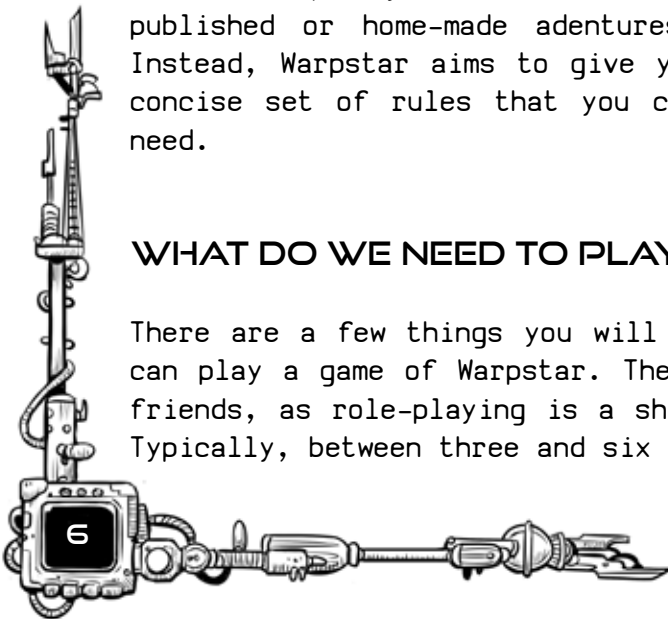 published or home-made adentures
Instead, Warpstar aims to give y
concise set of rules that you c
need.
WHAT DO WE NEED TO PLAY
There are a few things you will
can play a game of Warpstar. The
friends, as role-playing is a sh
Typically, between three and six
6